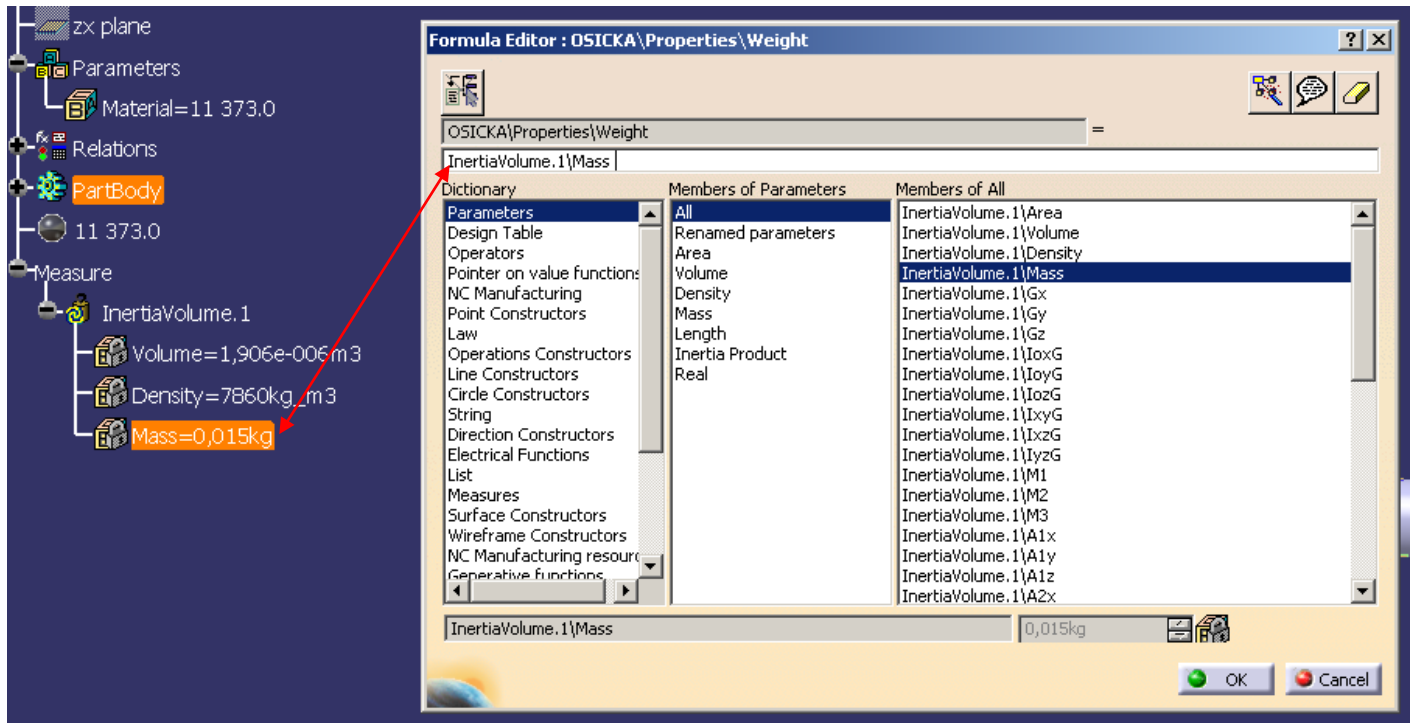 zx plane
Parameters
Material=11 373.0
Relations
PartBody
11 373.0
Measure
InertiaVolume.1
Volume=1,906e-006m3
Density=7860kg_m3
Mass=0,015kg
Formula Editor : OSICKA\Properties\Weight
OSICKA\Properties\Weight =
InertiaVolume.1\Mass
Dictionary
Parameters
Design Table
Operators
Pointer on value functions
NC Manufacturing
Point Constructors
Law
Operations Constructors
Line Constructors
Circle Constructors
String
Direction Constructors
Electrical Functions
List
Measures
Surface Constructors
Wireframe Constructors
NC Manufacturing resourc
Generative functions
Members of Parameters
All
Renamed parameters
Area
Volume
Density
Mass
Length
Inertia Product
Real
Members of All
InertiaVolume.1\Area
InertiaVolume.1\Volume
InertiaVolume.1\Density
InertiaVolume.1\Mass
InertiaVolume.1\Gx
InertiaVolume.1\Gy
InertiaVolume.1\Gz
InertiaVolume.1\IoxG
InertiaVolume.1\IoyG
InertiaVolume.1\IozG
InertiaVolume.1\IxyG
InertiaVolume.1\IxzG
InertiaVolume.1\IyzG
InertiaVolume.1\M1
InertiaVolume.1\M2
InertiaVolume.1\M3
InertiaVolume.1\A1x
InertiaVolume.1\A1y
InertiaVolume.1\A1z
InertiaVolume.1\A2x
InertiaVolume.1\Mass 0,015kg
OK Cancel